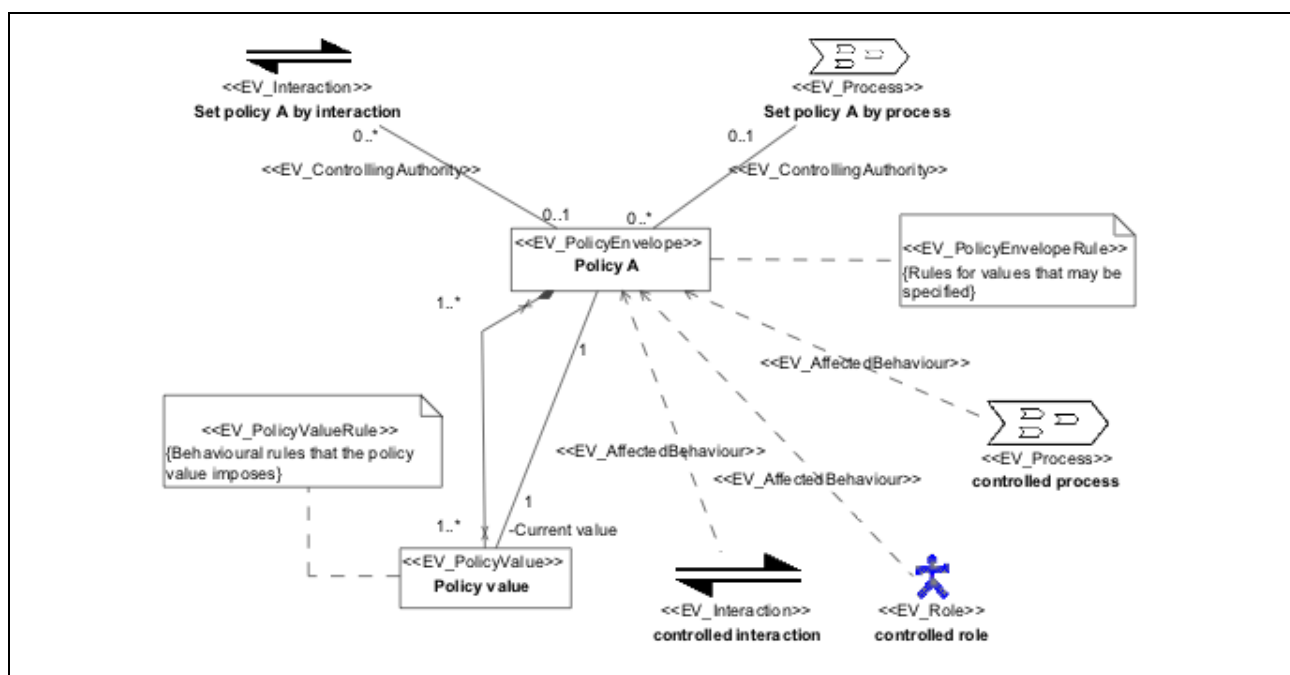 <<EV_Interaction>>
Set policy A by interaction
<<EV_Process>>
Set policy A by process
0..*
0..1
<<EV_ControllingAuthority>>
<<EV_ControllingAuthority>>
0..1
0..*
<<EV_PolicyEnvelope>>
Policy A
<<EV_PolicyEnvelopeRule>>
{Rules for values that may be
specified}
1..*
1
<<EV_AffectedBehaviour>>
<<EV_PolicyValueRule>>
{Behavioural rules that the policy
value imposes}
<<EV_AffectedBehaviour>>
<<EV_AffectedBehaviour>>
<<EV_Process>>
controlled process
1
1..*
-Current value
<<EV_PolicyValue>>
Policy value
<<EV_Interaction>>
controlled interaction
<<EV_Role>>
controlled role